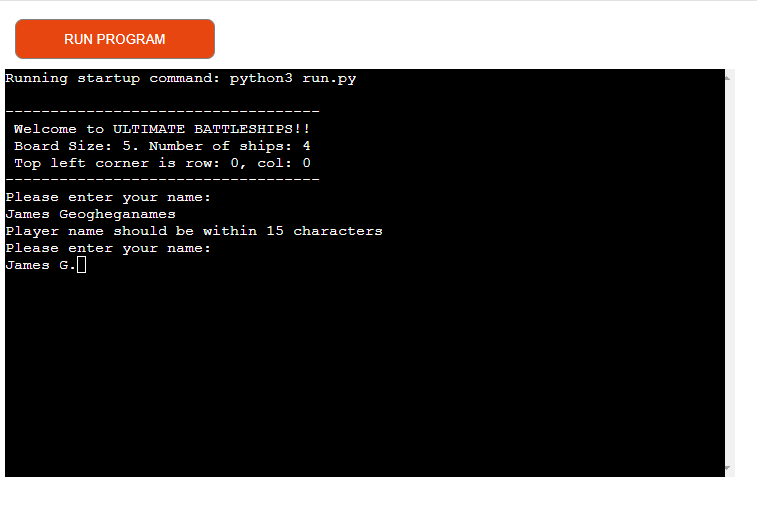 RUN PROGRAM
Running startup command: python3 run.py
-----------------------------------
Welcome to ULTIMATE BATTLESHIPS!!
Board Size: 5. Number of ships: 4
Top left corner is row: 0, col: 0
-----------------------------------
Please enter your name:
James Geogheganames
Player name should be within 15 characters
Please enter your name:
James G.